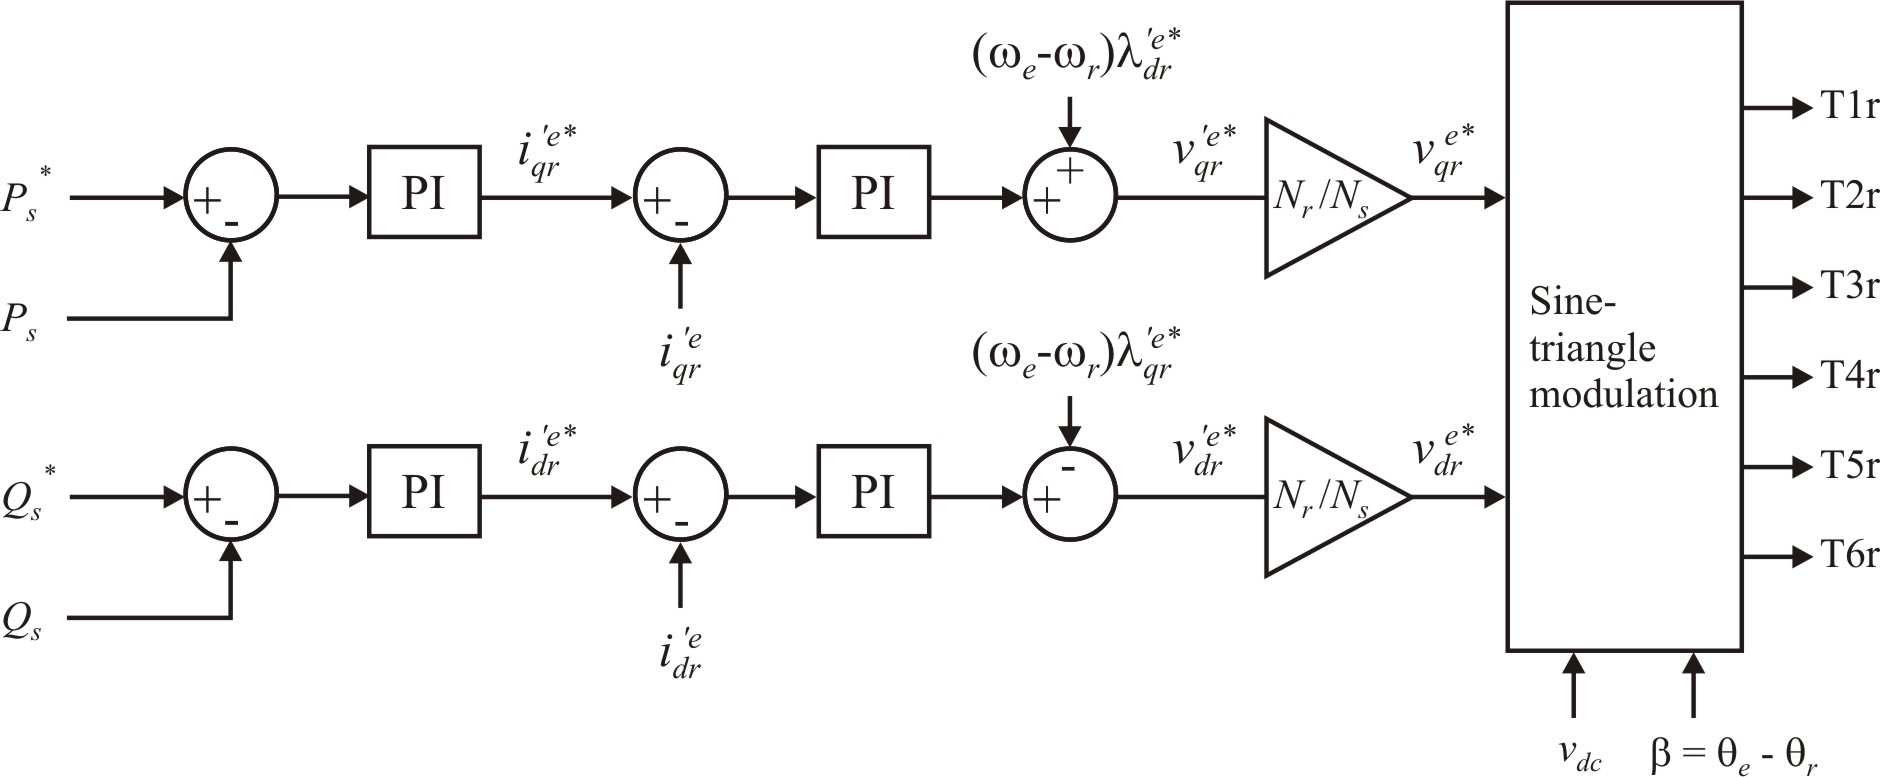 (ωe-ωr)λ'e*dr
Ps*
+
-
PI
i'e*qr
+
-
PI
+
+
v'e*qr
Nr/Ns
ve*qr
Ps
i'eqr
(ωe-ωr)λ'e*qr
Qs*
+
-
PI
i'e*dr
+
-
PI
+
-
v'e*dr
Nr/Ns
ve*dr
Qs
i'edr
Sine-
triangle
modulation
T1r
T2r
T3r
T4r
T5r
T6r
vdc
β = θe - θr